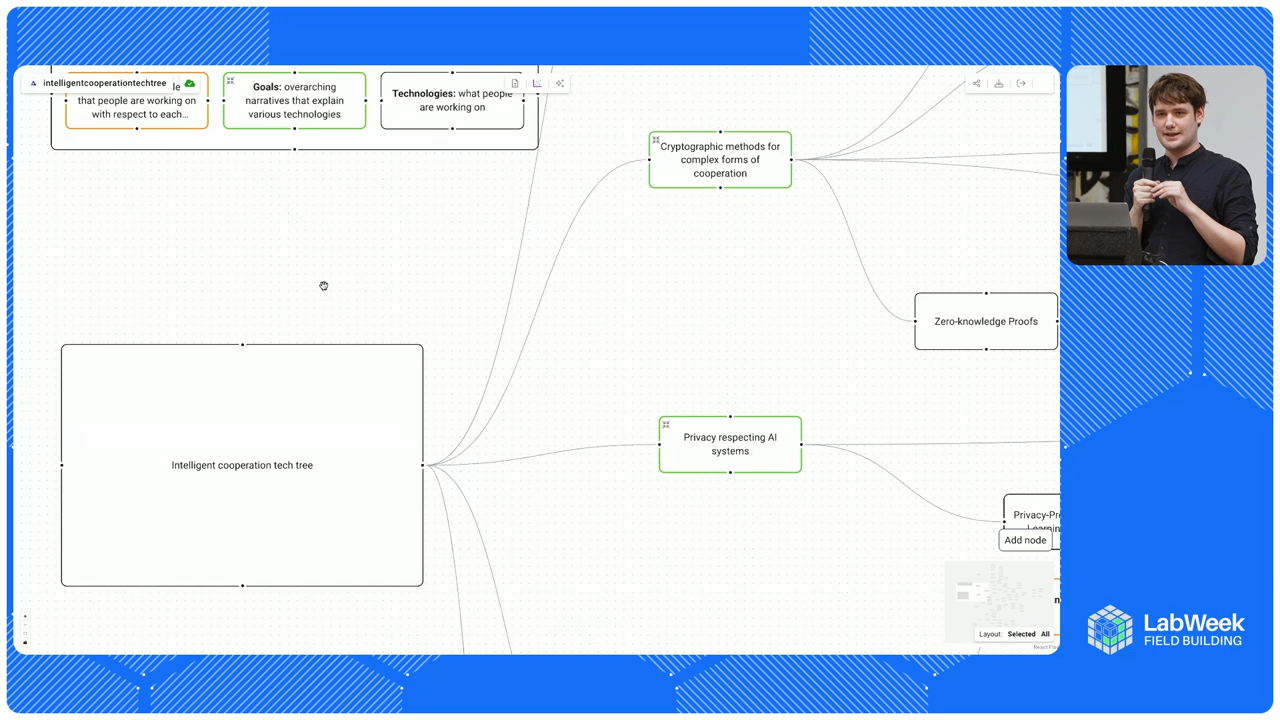 intelligentcooperationtechtree
that people are working on
with respect to each...
Goals: overarching
narratives that explain
various technologies
Technologies: what people
are working on
Cryptographic methods for
complex forms of
cooperation
Zero-knowledge Proofs
Intelligent cooperation tech tree
Privacy respecting AI
systems
Add node
Layout: Selected All
LabWeek
FIELD BUILDING